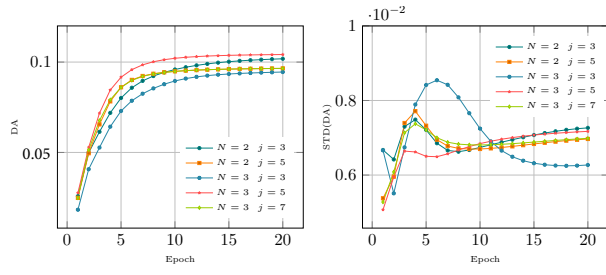 0.1
0.05
DA
0 5 10 15 20
Epoch
N = 2 j = 3
N = 2 j = 5
N = 3 j = 3
N = 3 j = 5
N = 3 j = 7
·10⁻²
0.8
1
0.6
STD(DA)
0 5 10 15 20
Epoch
N = 2 j = 3
N = 2 j = 5
N = 3 j = 3
N = 3 j = 5
N = 3 j = 7